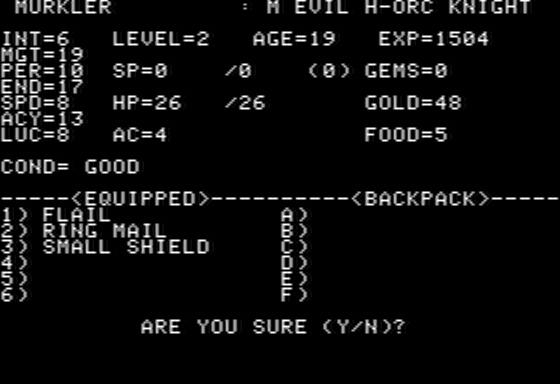 MURKLER : M EVIL H-ORC KNIGHT
INT=6 LEVEL=2 AGE=19 EXP=1504
MGT=19
PER=10 SP=0 /0 (0) GEMS=0
END=17
SPD=8 HP=26 /26 GOLD=48
ACY=13
LUC=8 AC=4 FOOD=5
COND= GOOD
-----<EQUIPPED>----------<BACKPACK>-----
1) FLAIL A)
2) RING MAIL B)
3) SMALL SHIELD C)
4) D)
5) E)
6) F)
ARE YOU SURE (Y/N)?